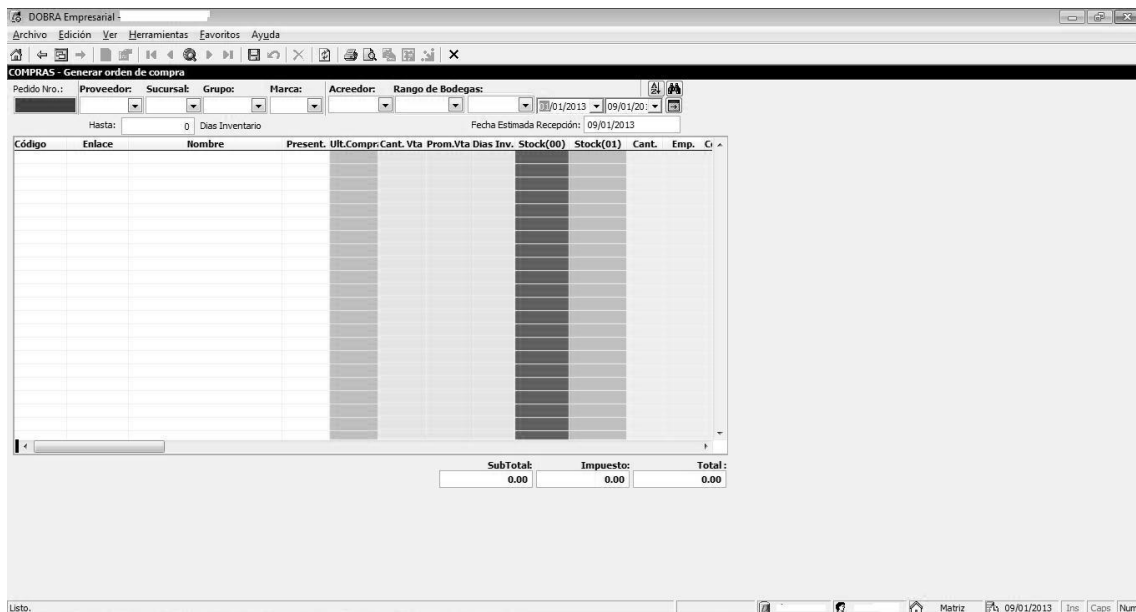 DOBRA Empresarial -
Archivo Edición Ver Herramientas Favoritos Ayuda
COMPRAS - Generar orden de compra
Pedido Nro.: Proveedor: Sucursal: Grupo: Marca: Acreedor: Rango de Bodegas:
/01/2013 09/01/201
Hasta: 0 Dias Inventario Fecha Estimada Recepción: 09/01/2013
Código Enlace Nombre Present. Ult.Compra Cant. Vta Prom.Vta Dias Inv. Stock(00) Stock(01) Cant. Emp.
SubTotal: Impuesto: Total:
0.00 0.00 0.00
Listo. Matriz 09/01/2013 Ins Caps Num